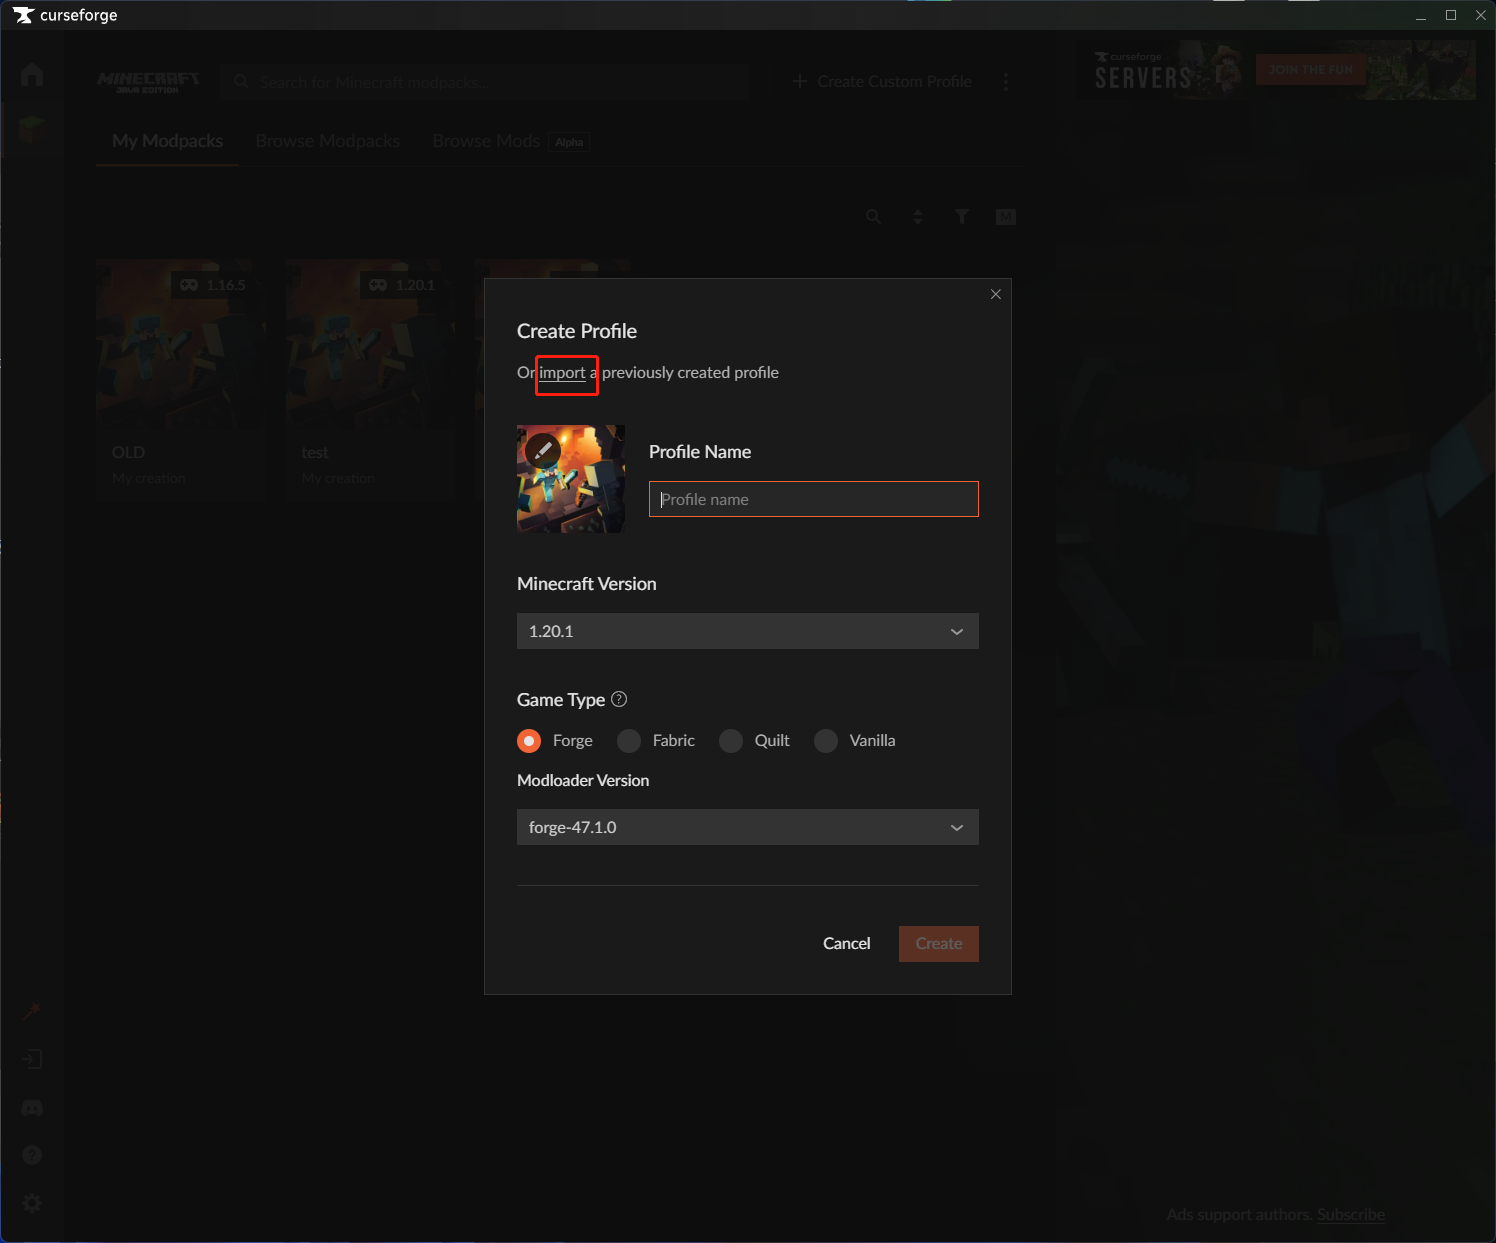 curseforge
MINECRAFT
JAVA EDITION
Search for Minecraft modpacks...
Create Custom Profile
curseforge
SERVERS
JOIN THE FUN
My Modpacks
Browse Modpacks
Browse Mods
Alpha
M
1.16.5
1.20.1
OLD
My creation
test
My creation
Create Profile
Or import a previously created profile
Profile Name
Profile name
Minecraft Version
1.20.1
Game Type ?
Forge
Fabric
Quilt
Vanilla
Modloader Version
forge-47.1.0
Cancel
Create
Ads support authors. Subscribe